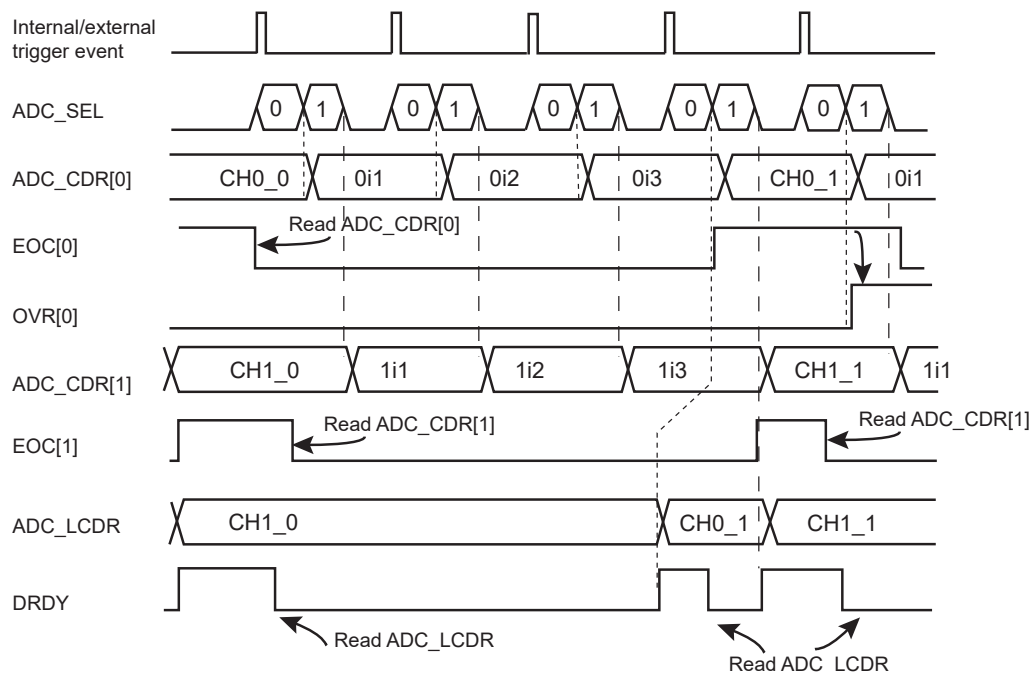 Internal/external
trigger event
ADC_SEL
0 1 0 1 0 1 0 1 0 1
ADC_CDR[0]
CH0_0 0i1 0i2 0i3 CH0_1 0i1
Read ADC_CDR[0]
EOC[0]
OVR[0]
ADC_CDR[1]
CH1_0 1i1 1i2 1i3 CH1_1 1i1
Read ADC_CDR[1] Read ADC_CDR[1]
EOC[1]
ADC_LCDR
CH1_0 CH0_1 CH1_1
DRDY
Read ADC_LCDR
Read ADC_LCDR